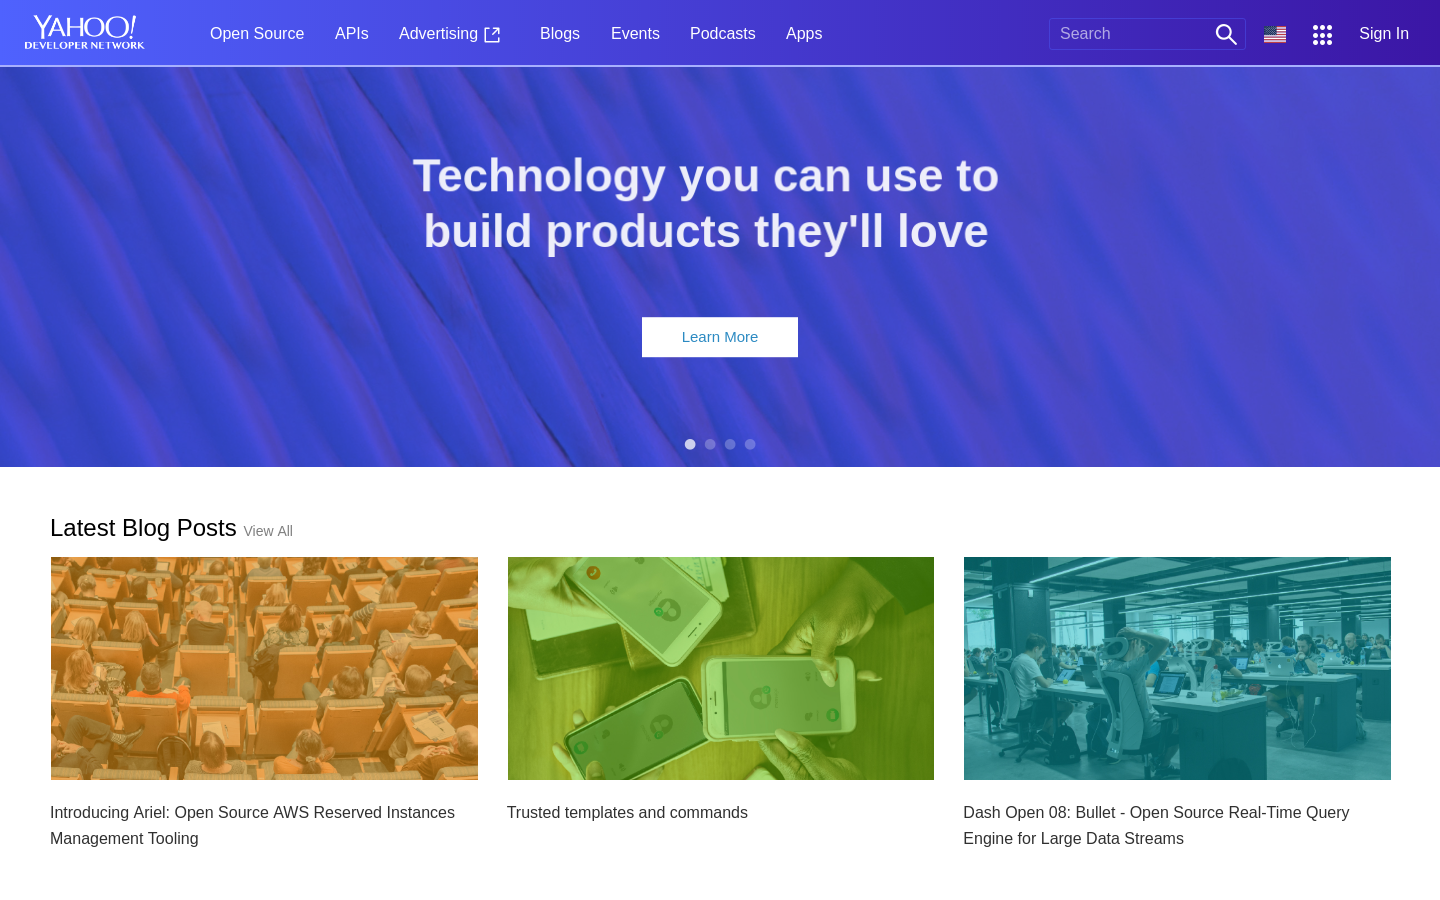 YAHOO!
DEVELOPER NETWORK
Open Source
APIs
Advertising
Blogs
Events
Podcasts
Apps
Search
Sign In
Technology you can use to
build products they'll love
Learn More
Latest Blog Posts View All
Introducing Ariel: Open Source AWS Reserved Instances
Management Tooling
Trusted templates and commands
Dash Open 08: Bullet - Open Source Real-Time Query
Engine for Large Data Streams